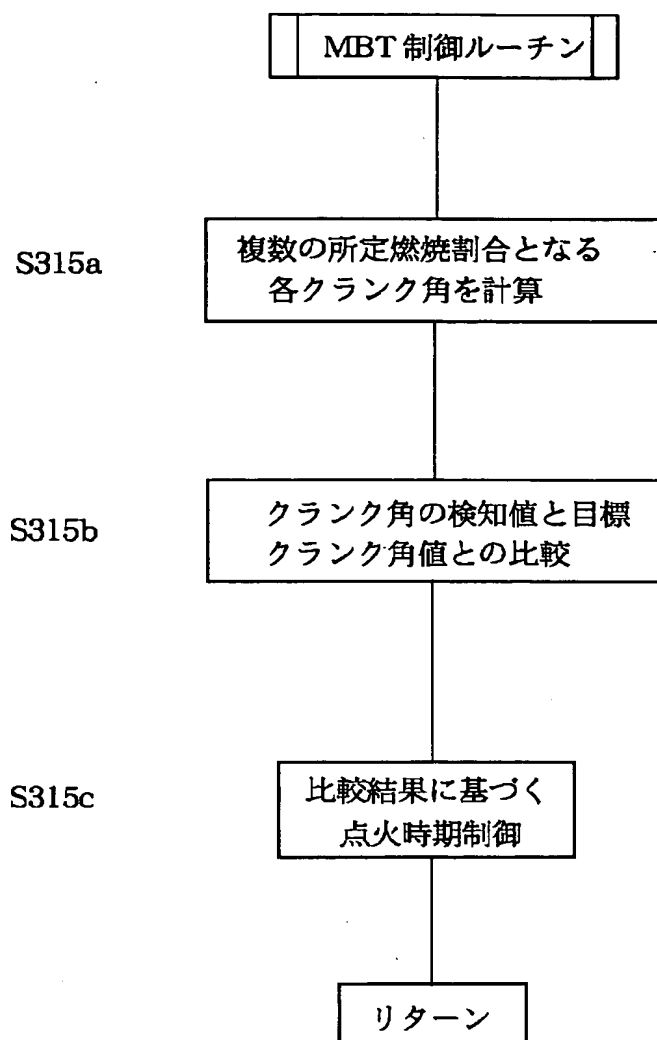 MBT 制御ルーチン
S315a
複数の所定燃焼割合となる
各クランク角を計算
S315b
クランク角の検知値と目標
クランク角値との比較
S315c
比較結果に基づく
点火時期制御
リターン